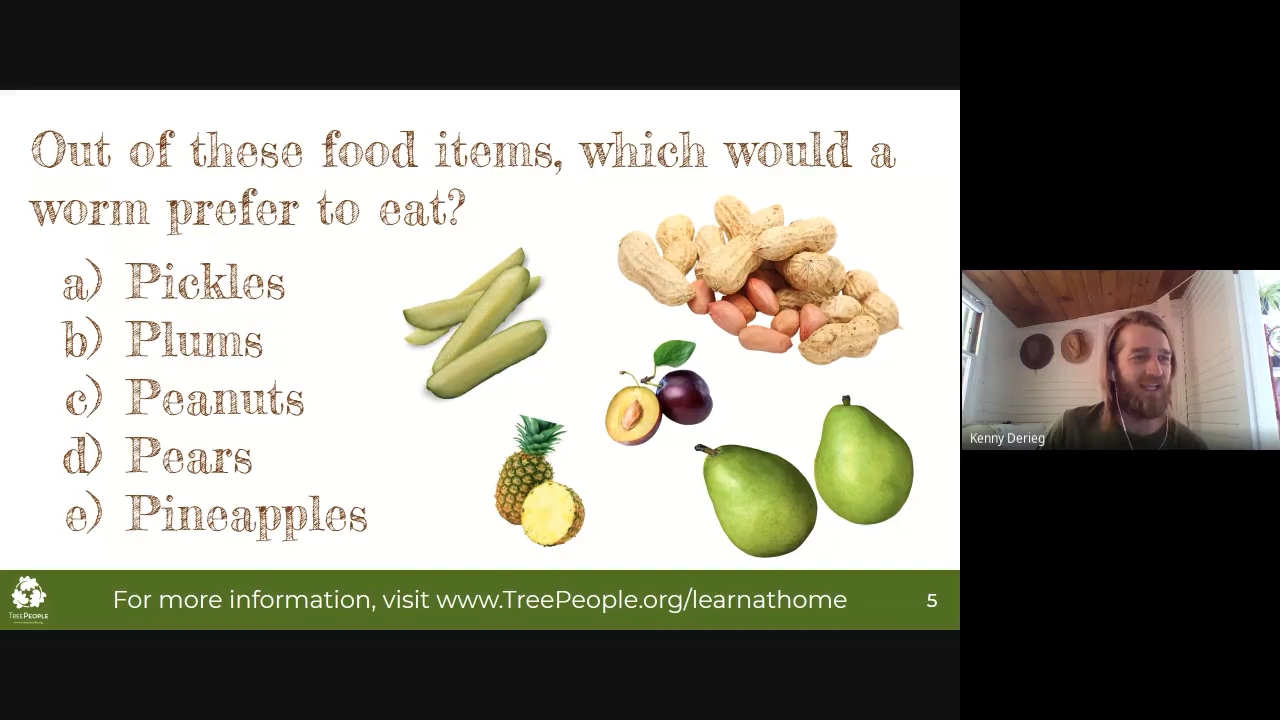 Out of these food items, which would a
worm prefer to eat?
a) Pickles
b) Plums
c) Peanuts
d) Pears
e) Pineapples
TREEPEOPLE
For more information, visit www.TreePeople.org/learnathome
5
Kenny Derieg